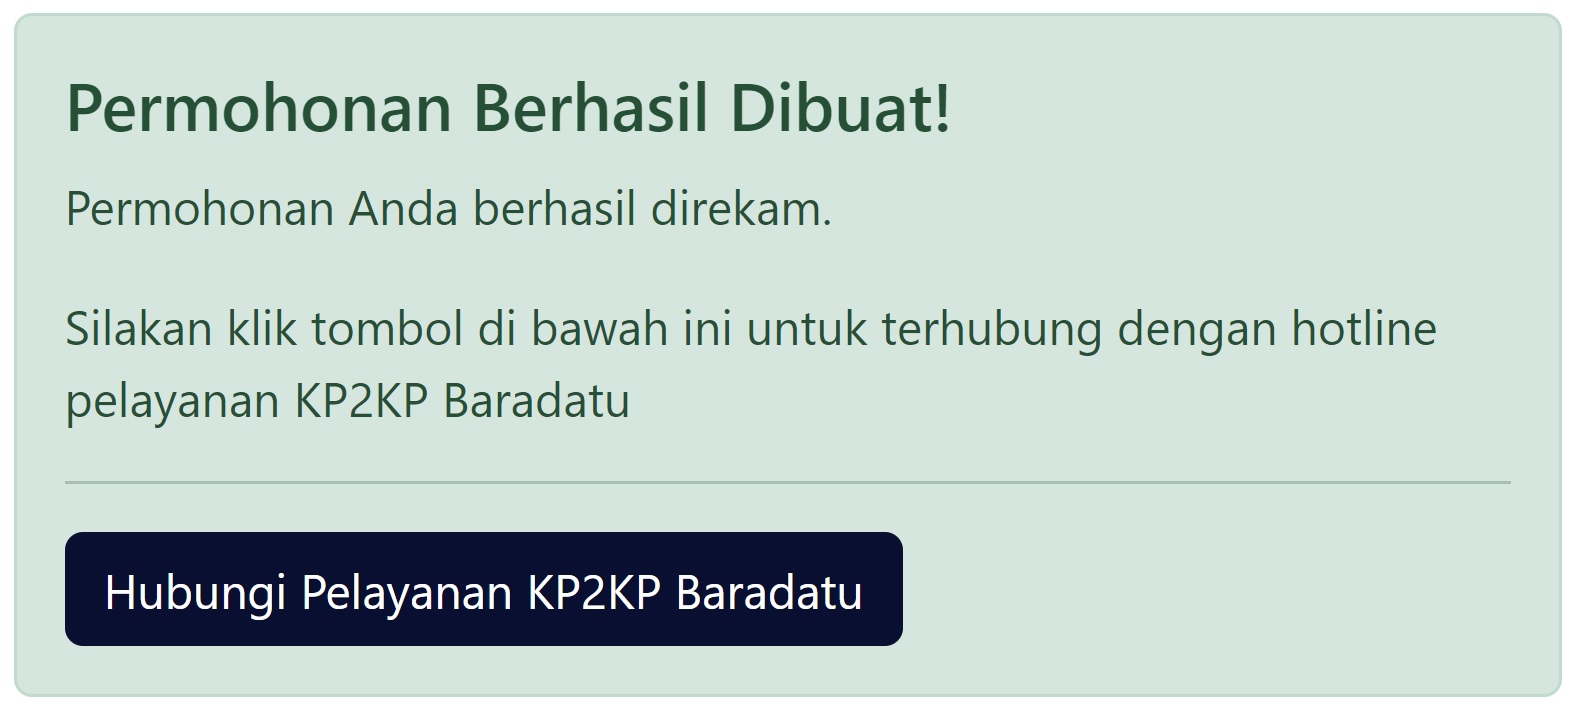 Permohonan Berhasil Dibuat!
Permohonan Anda berhasil direkam.
Silakan klik tombol di bawah ini untuk terhubung dengan hotline
pelayanan KP2KP Baradatu
Hubungi Pelayanan KP2KP Baradatu